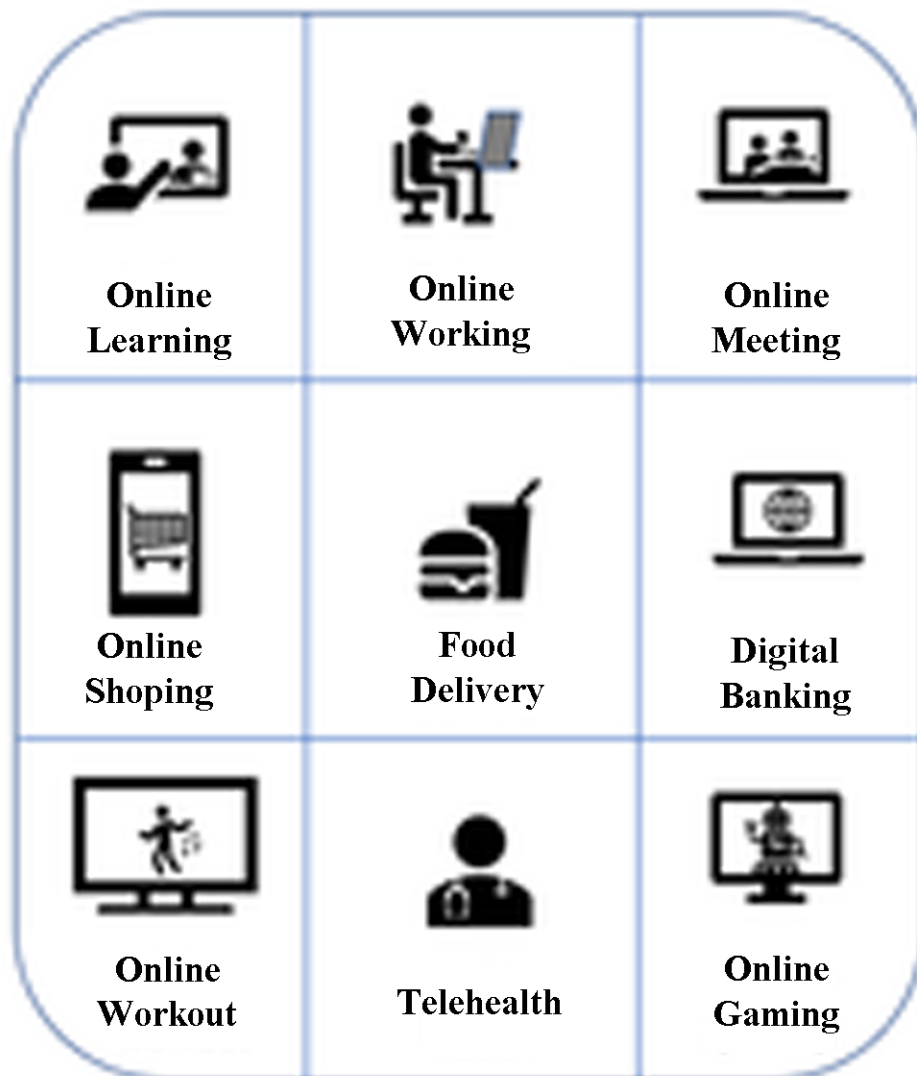 Online
Learning
Online
Working
Online
Meeting
Online
Shoping
Food
Delivery
Digital
Banking
Online
Workout
Telehealth
Online
Gaming